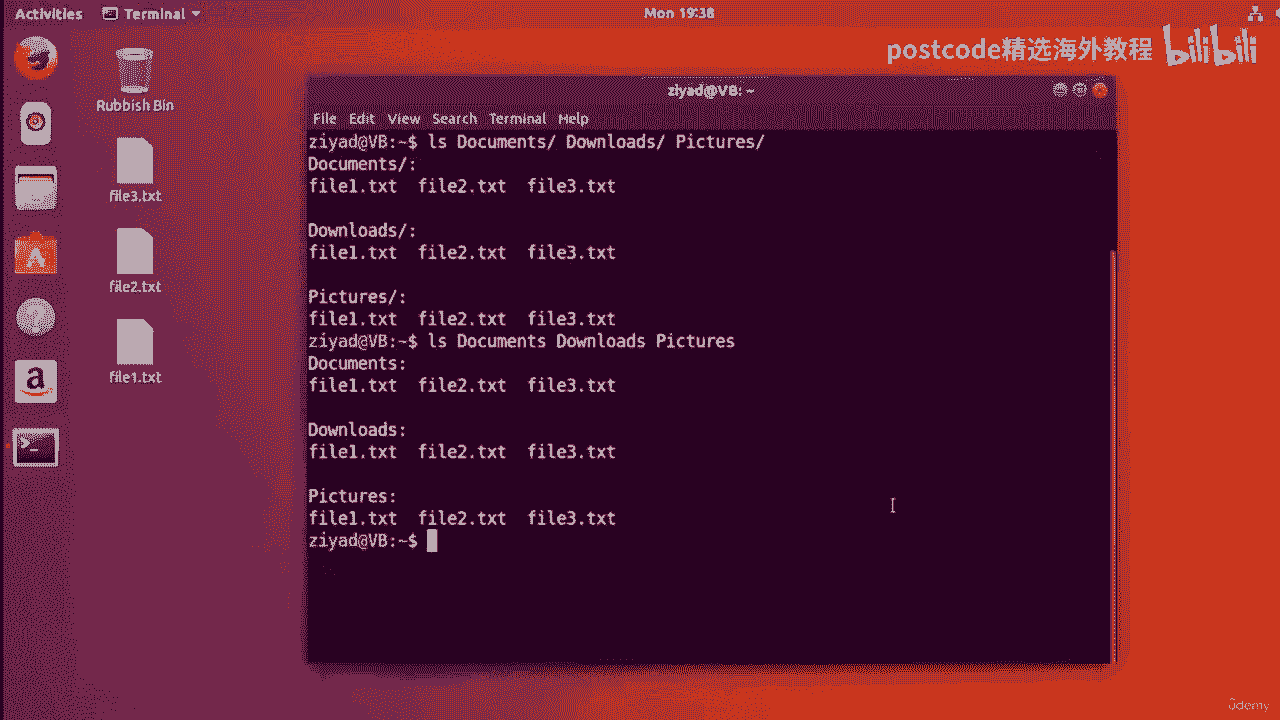 Activities Terminal Mon 19:38
postcode精选海外教程 bilibili
Rubbish Bin
file3.txt
file2.txt
file1.txt
ziyad@VB: ~
File Edit View Search Terminal Help
ziyad@VB:~$ ls Documents/ Downloads/ Pictures/
Documents/:
file1.txt file2.txt file3.txt
Downloads/:
file1.txt file2.txt file3.txt
Pictures/:
file1.txt file2.txt file3.txt
ziyad@VB:~$ ls Documents Downloads Pictures
Documents:
file1.txt file2.txt file3.txt
Downloads:
file1.txt file2.txt file3.txt
Pictures:
file1.txt file2.txt file3.txt
ziyad@VB:~$
Udemy